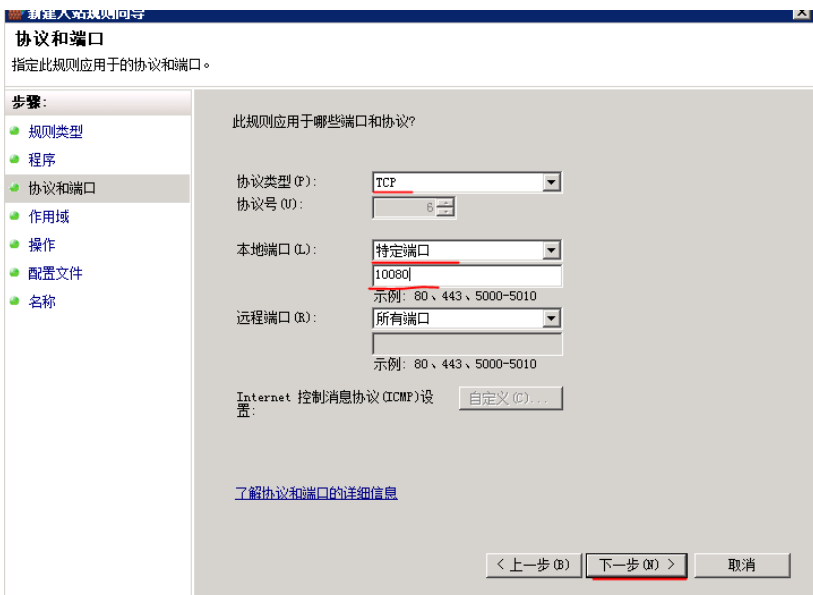 新建入站规则向导
协议和端口
指定此规则应用于的协议和端口。
步骤:
规则类型
程序
协议和端口
作用域
操作
配置文件
名称
此规则应用于哪些端口和协议?
协议类型(P): TCP
协议号(U): 6
本地端口(L): 特定端口
10080
示例: 80、443、5000-5010
远程端口(R): 所有端口
示例: 80、443、5000-5010
Internet 控制消息协议(ICMP)设
置: 自定义(C)...
了解协议和端口的详细信息
< 上一步(B) 下一步(N) > 取消